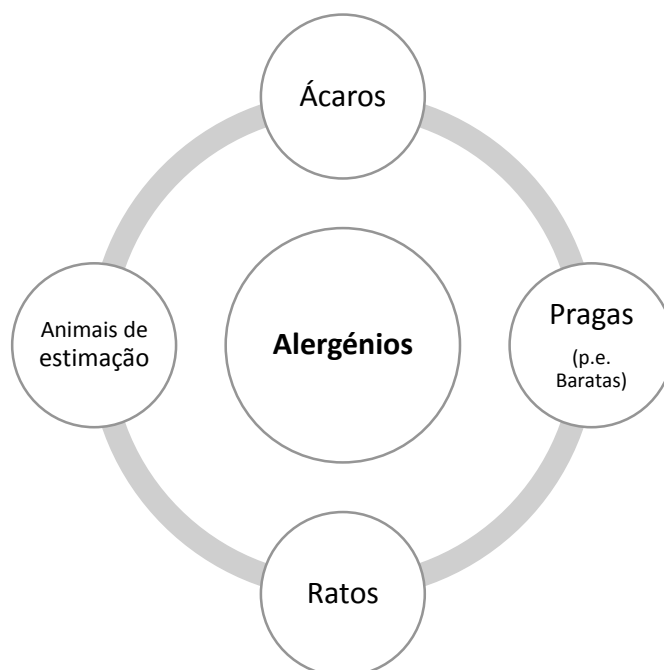 Ácaros
Animais de
estimação
Alergénios
Pragas
(p.e.
Baratas)
Ratos